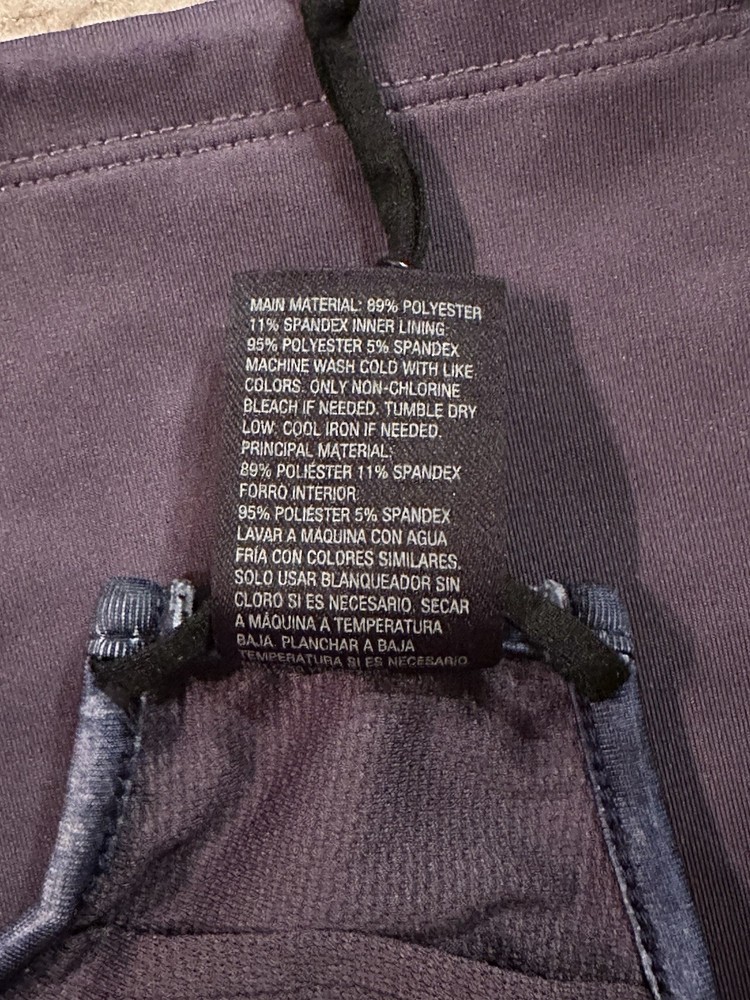 MAIN MATERIAL: 89% POLYESTER
11% SPANDEX INNER LINING:
95% POLYESTER 5% SPANDEX
MACHINE WASH COLD WITH LIKE
COLORS. ONLY NON-CHLORINE
BLEACH IF NEEDED. TUMBLE DRY
LOW. COOL IRON IF NEEDED.
PRINCIPAL MATERIAL:
89% POLIÉSTER 11% SPANDEX
FORRO INTERIOR:
95% POLIÉSTER 5% SPANDEX
LAVAR A MÁQUINA CON AGUA
FRÍA CON COLORES SIMILARES.
SOLO USAR BLANQUEADOR SIN
CLORO SI ES NECESARIO. SECAR
A MÁQUINA A TEMPERATURA
BAJA. PLANCHAR A BAJA
TEMPERATURA SI ES NECESARIO